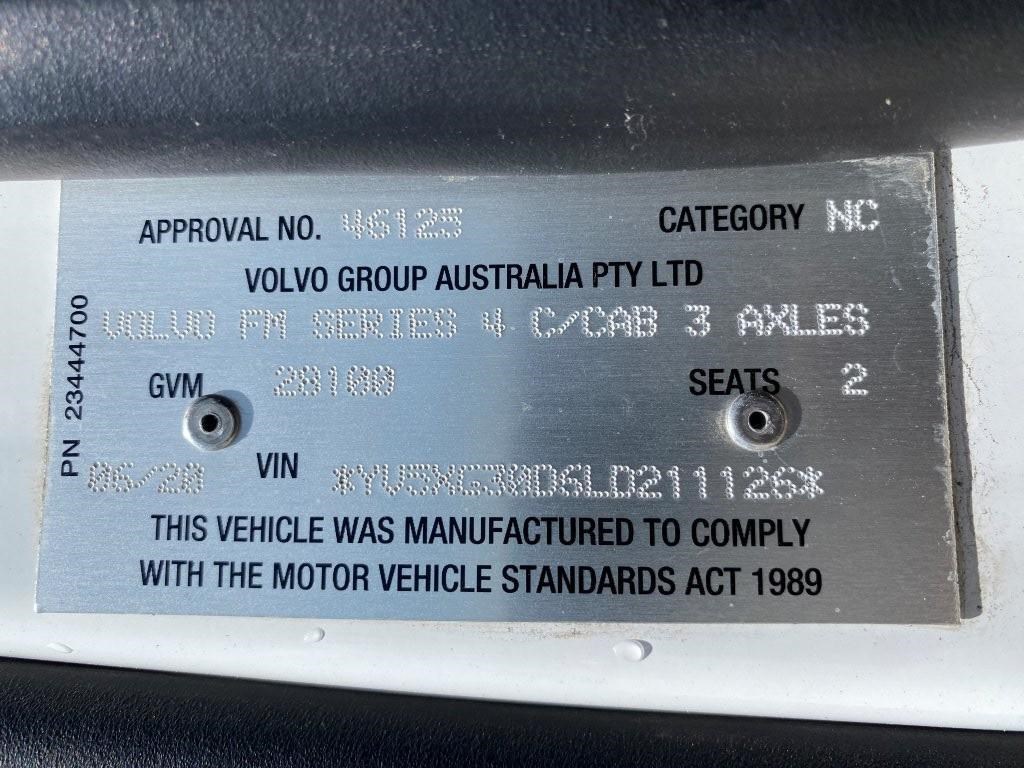 APPROVAL NO. 46125 CATEGORY NC
VOLVO GROUP AUSTRALIA PTY LTD
VOLVO FM SERIES 4 C/CAB 3 AXLES
GVM 28100 SEATS 2
06/20 VIN *YV5XG30D6LD211126*
THIS VEHICLE WAS MANUFACTURED TO COMPLY
WITH THE MOTOR VEHICLE STANDARDS ACT 1989
PN 23444700